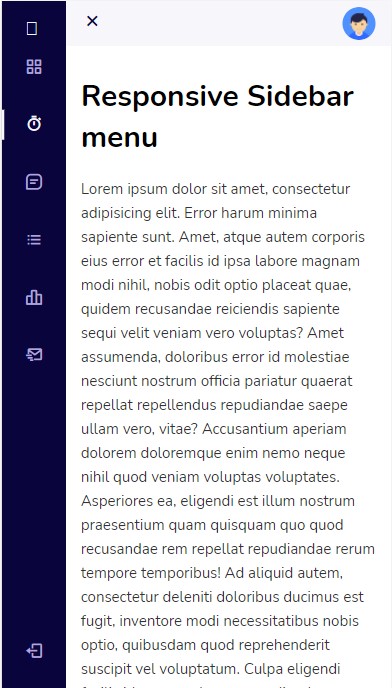 Responsive Sidebar
menu
Lorem ipsum dolor sit amet, consectetur
adipisicing elit. Error harum minima
sapiente sunt. Amet, atque autem corporis
eius error et facilis id ipsa labore magnam
modi nihil, nobis odit optio placeat quae,
quidem recusandae reiciendis sapiente
sequi velit veniam vero voluptas? Amet
assumenda, doloribus error id molestiae
nesciunt nostrum officia pariatur quaerat
repellat repellendus repudiandae saepe
ullam vero, vitae? Accusantium aperiam
dolorem doloremque enim nemo neque
nihil quod veniam voluptas voluptates.
Asperiores ea, eligendi est illum nostrum
praesentium quam quisquam quo quod
recusandae rem repellat repudiandae rerum
tempore temporibus! Ad aliquid autem,
consectetur deleniti doloribus ducimus est
fugit, inventore modi necessitatibus nobis
optio, quibusdam quod reprehenderit
suscipit vel voluptatum. Culpa eligendi